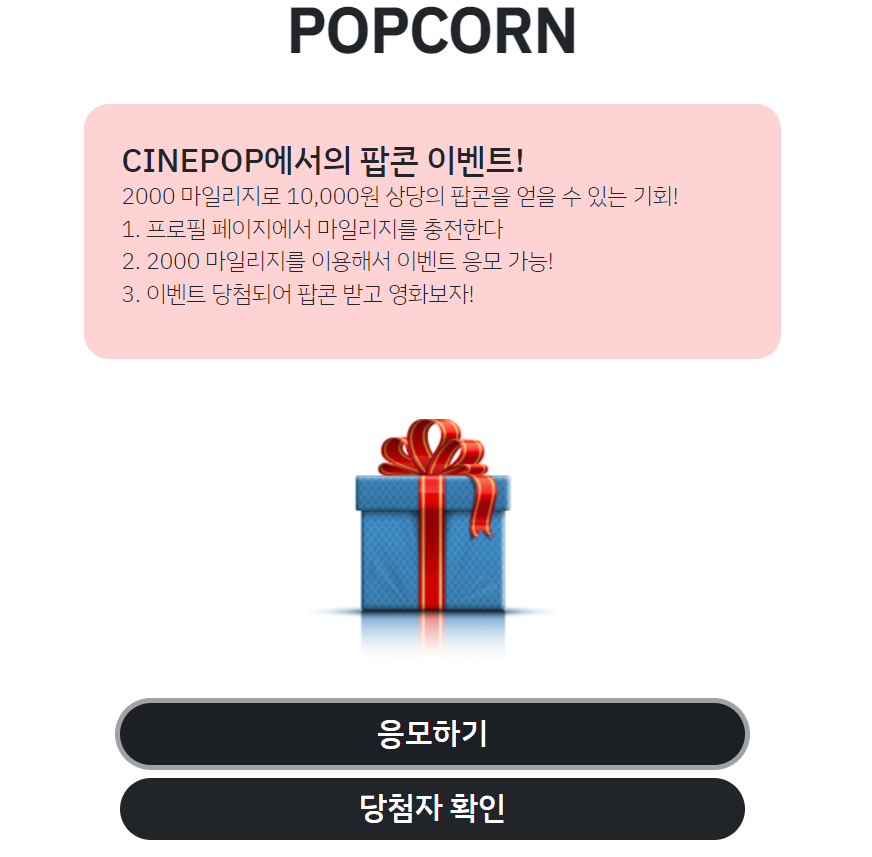 POPCORN
CINEPOP에서의 팝콘 이벤트!
2000 마일리지로 10,000원 상당의 팝콘을 얻을 수 있는 기회!
1. 프로필 페이지에서 마일리지를 충전한다
2. 2000 마일리지를 이용해서 이벤트 응모 가능!
3. 이벤트 당첨되어 팝콘 받고 영화보자!
응모하기
당첨자 확인